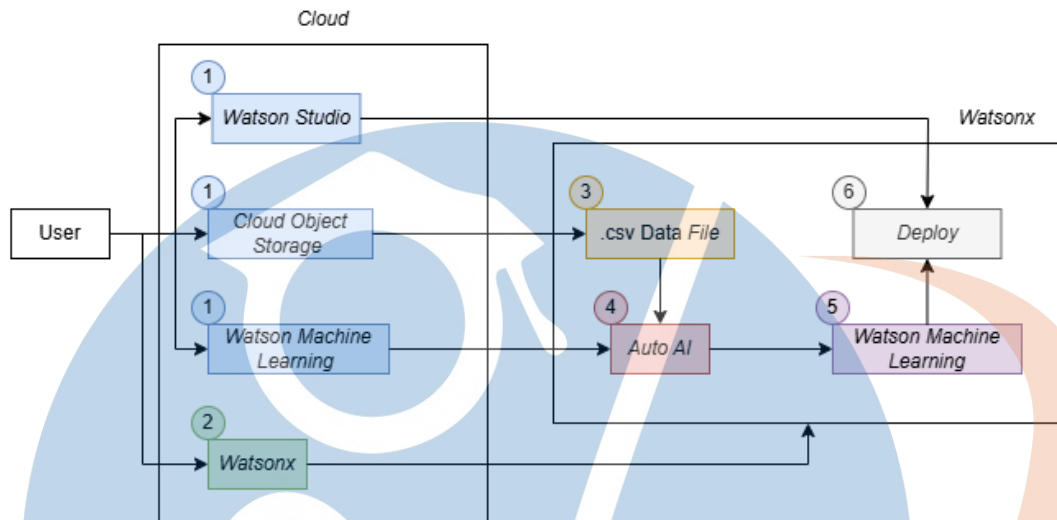 Cloud
1
Watson Studio
Watsonx
1
Cloud Object
Storage
3
.csv Data File
6
Deploy
User
1
Watson Machine
Learning
4
Auto AI
5
Watson Machine
Learning
2
Watsonx